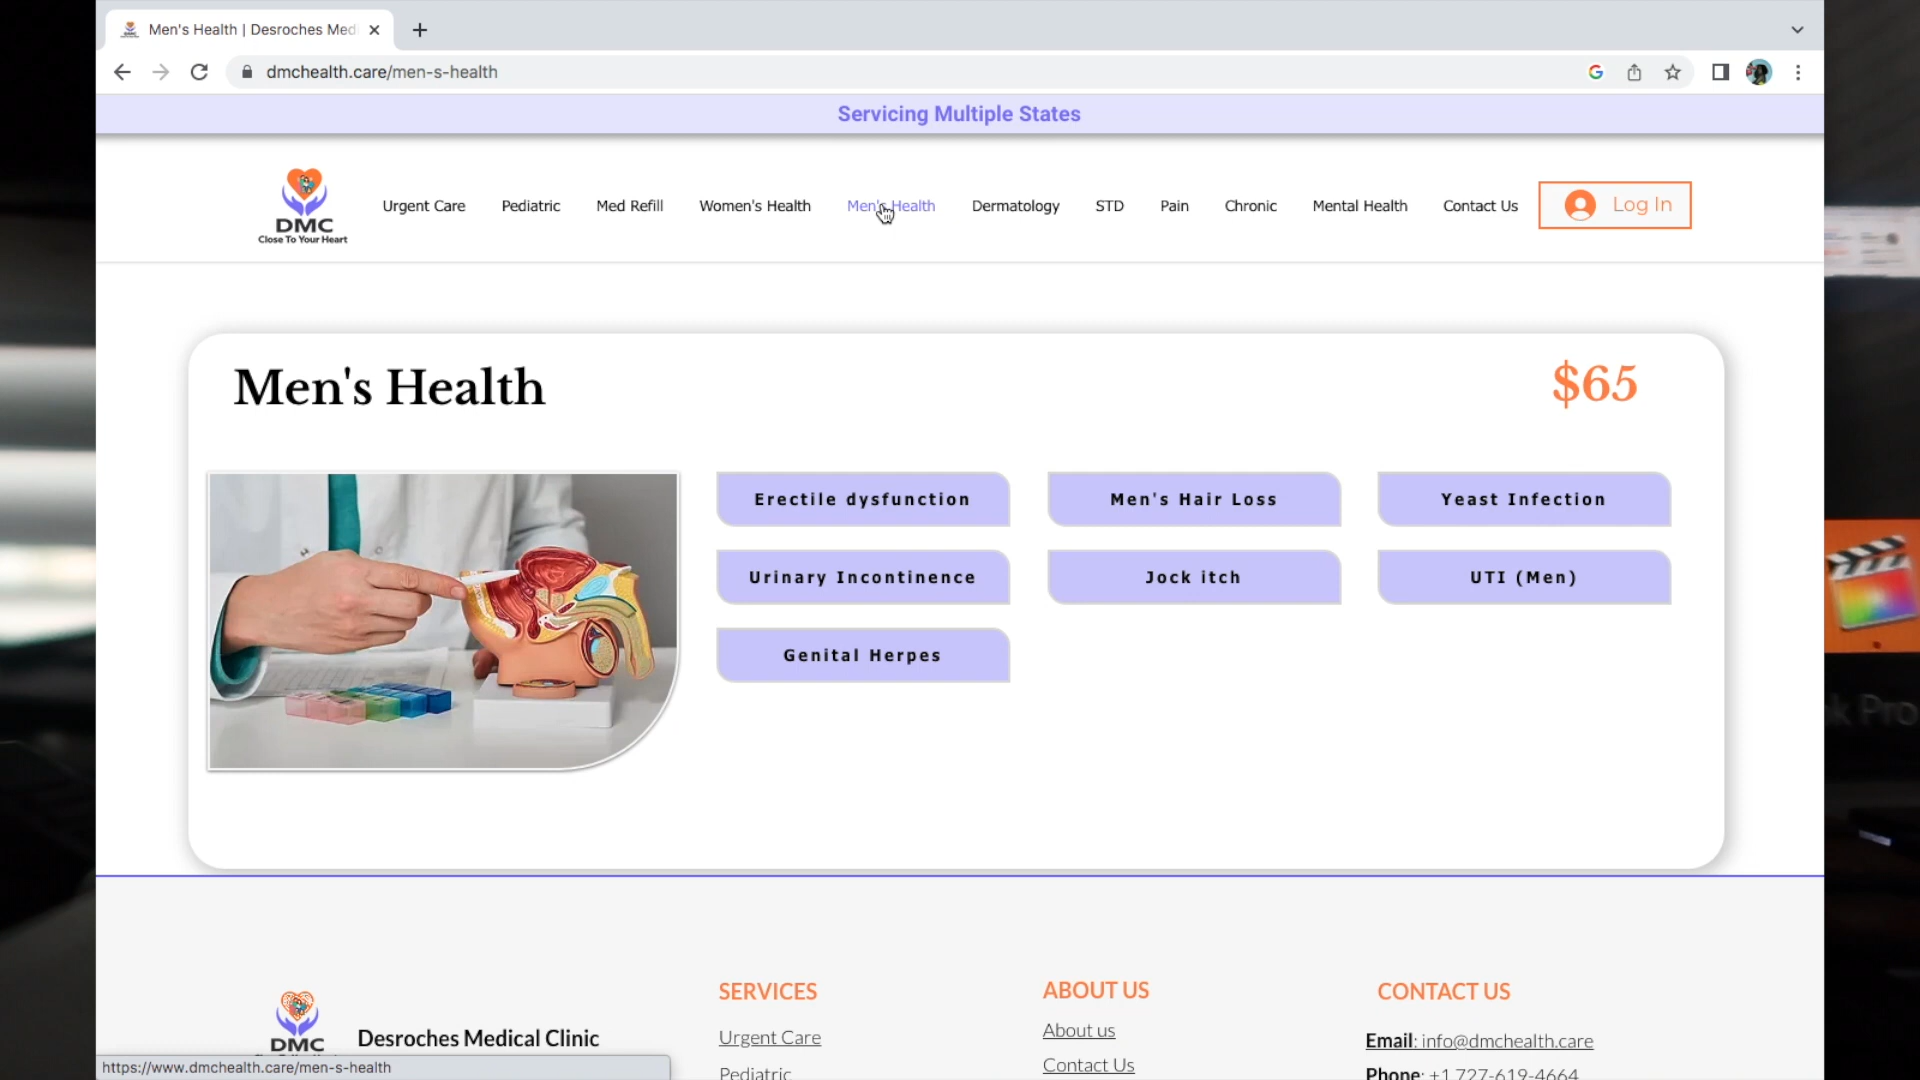 Men's Health | Desroches Med
dmchealth.care/men-s-health
Servicing Multiple States
DMC
Close To Your Heart
Urgent Care
Pediatric
Med Refill
Women's Health
Men's Health
Dermatology
STD
Pain
Chronic
Mental Health
Contact Us
Log In
Men's Health
$65
Erectile dysfunction
Men's Hair Loss
Yeast Infection
Urinary Incontinence
Jock itch
UTI (Men)
Genital Herpes
k Pro
DMC
Desroches Medical Clinic
SERVICES
Urgent Care
Pediatric
ABOUT US
About us
Contact Us
CONTACT US
Email: info@dmchealth.care
Phone: +1 727-619-4664
https://www.dmchealth.care/men-s-health